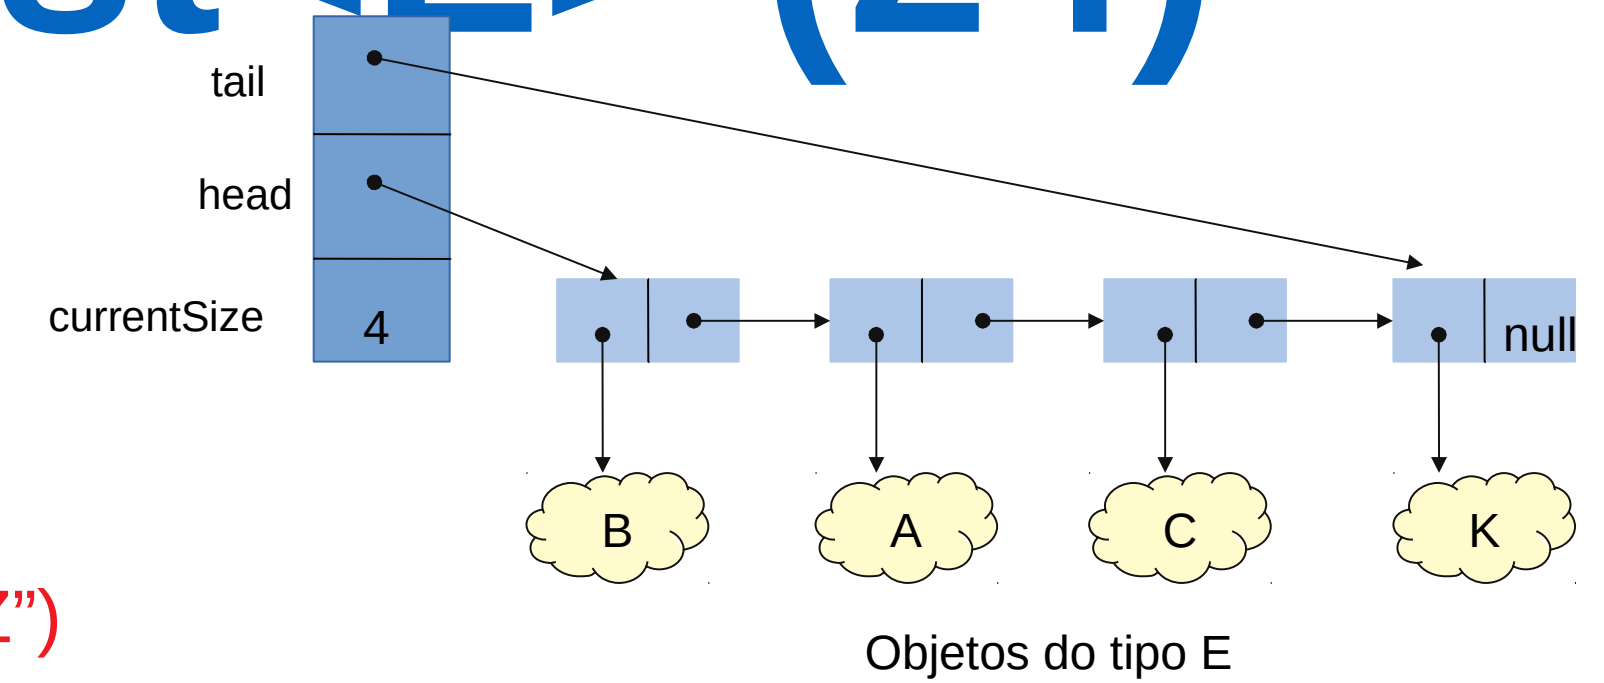 tail
head
currentSize
4
null
B
A
C
K
Z”)
Objetos do tipo E